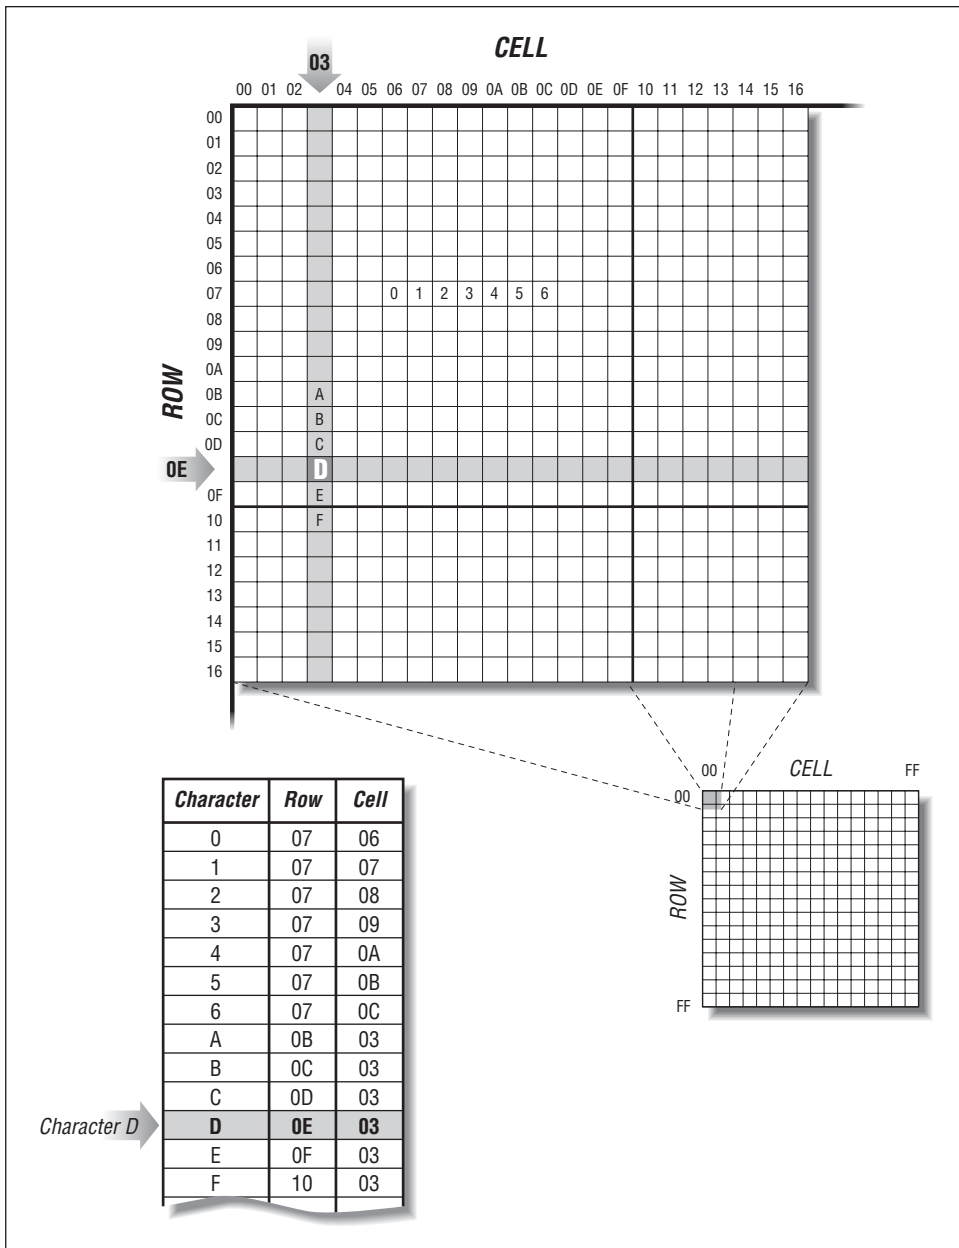 CELL
03
00 01 02 04 05 06 07 08 09 0A 0B 0C 0D 0E 0F 10 11 12 13 14 15 16
00
01
02
03
04
05
06
07 0 1 2 3 4 5 6
08
09
0A
ROW
0B A
0C B
0D C
0E D
0F E
10 F
11
12
13
14
15
16
00 CELL FF
00
ROW
FF
Character Row Cell
0 07 06
1 07 07
2 07 08
3 07 09
4 07 0A
5 07 0B
6 07 0C
A 0B 03
B 0C 03
C 0D 03
Character D D 0E 03
E 0F 03
F 10 03